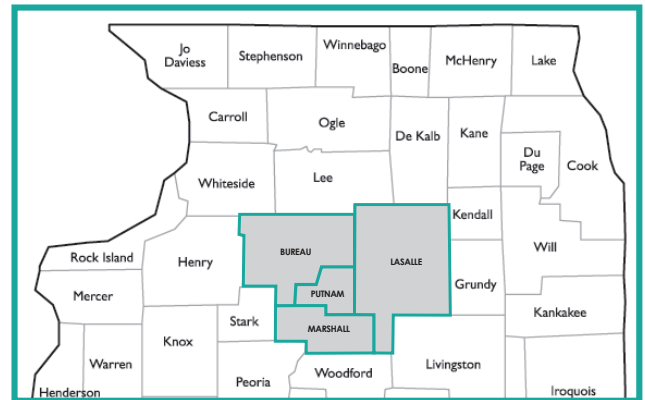 Jo
Daviess
Stephenson
Winnebago
Boone
McHenry
Lake
Carroll
Ogle
De Kalb
Kane
Du
Page
Cook
Whiteside
Lee
Kendall
Rock Island
Henry
BUREAU
LASALLE
Will
Mercer
PUTNAM
Grundy
Stark
MARSHALL
Kankakee
Knox
Warren
Henderson
Peoria
Woodford
Livingston
Iroquois